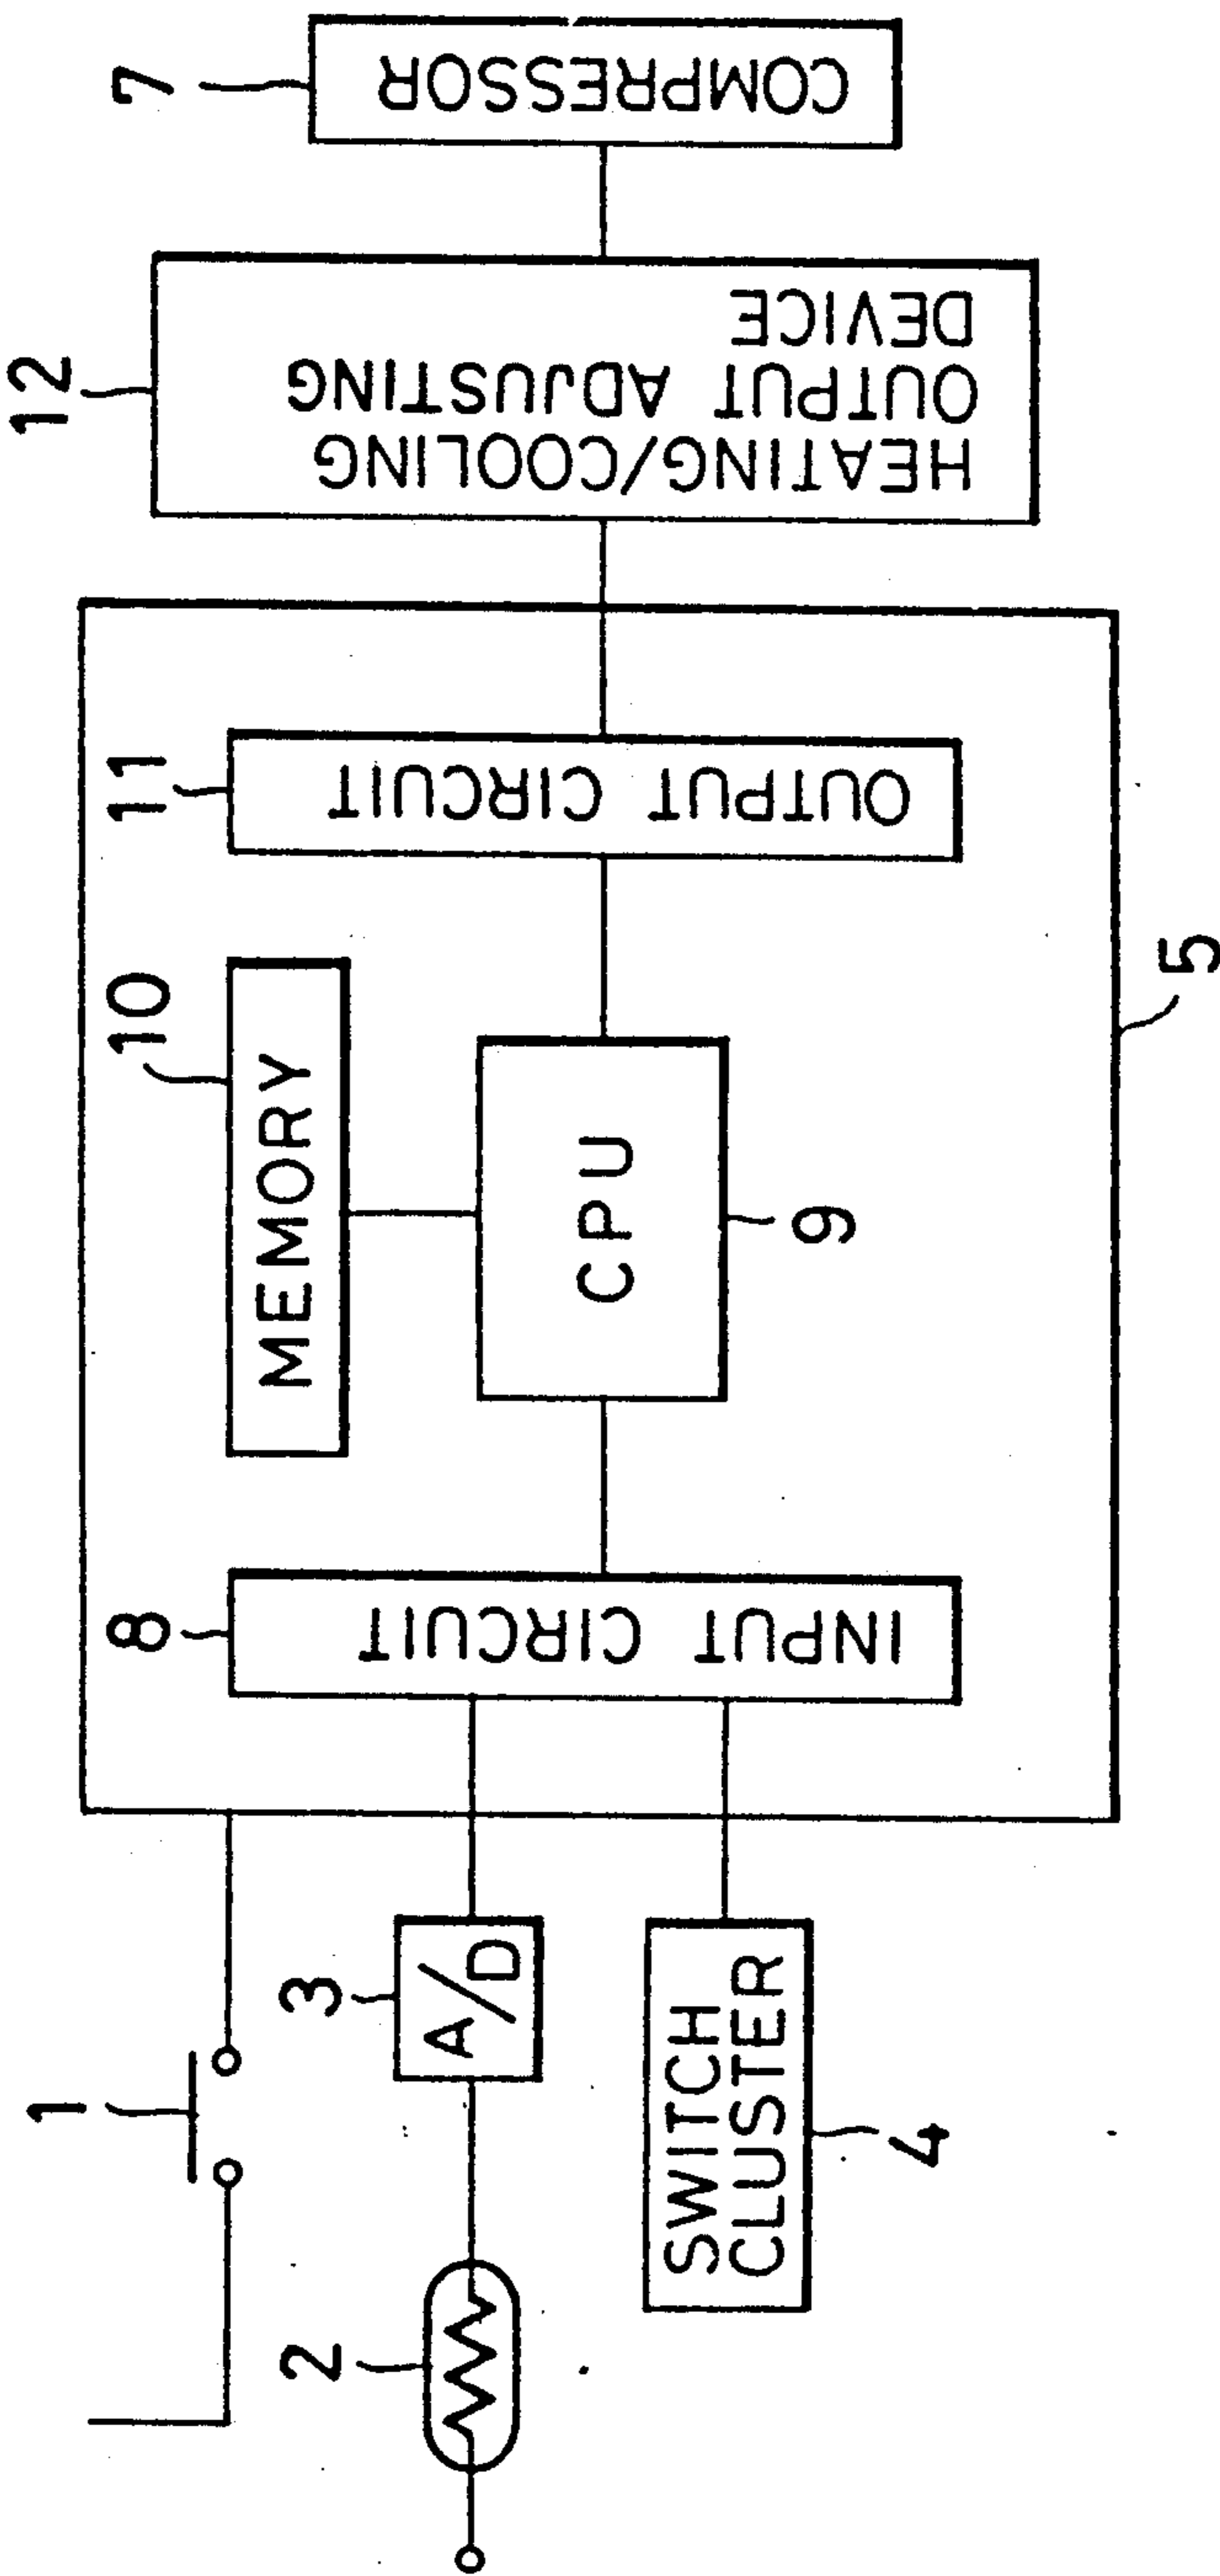 1
2
3
A/D
SWITCH
CLUSTER
4
8
INPUT CIRCUIT
10
MEMORY
CPU
9
11
OUTPUT CIRCUIT
5
12
HEATING/COOLING
OUTPUT ADJUSTING
DEVICE
7
COMPRESSOR